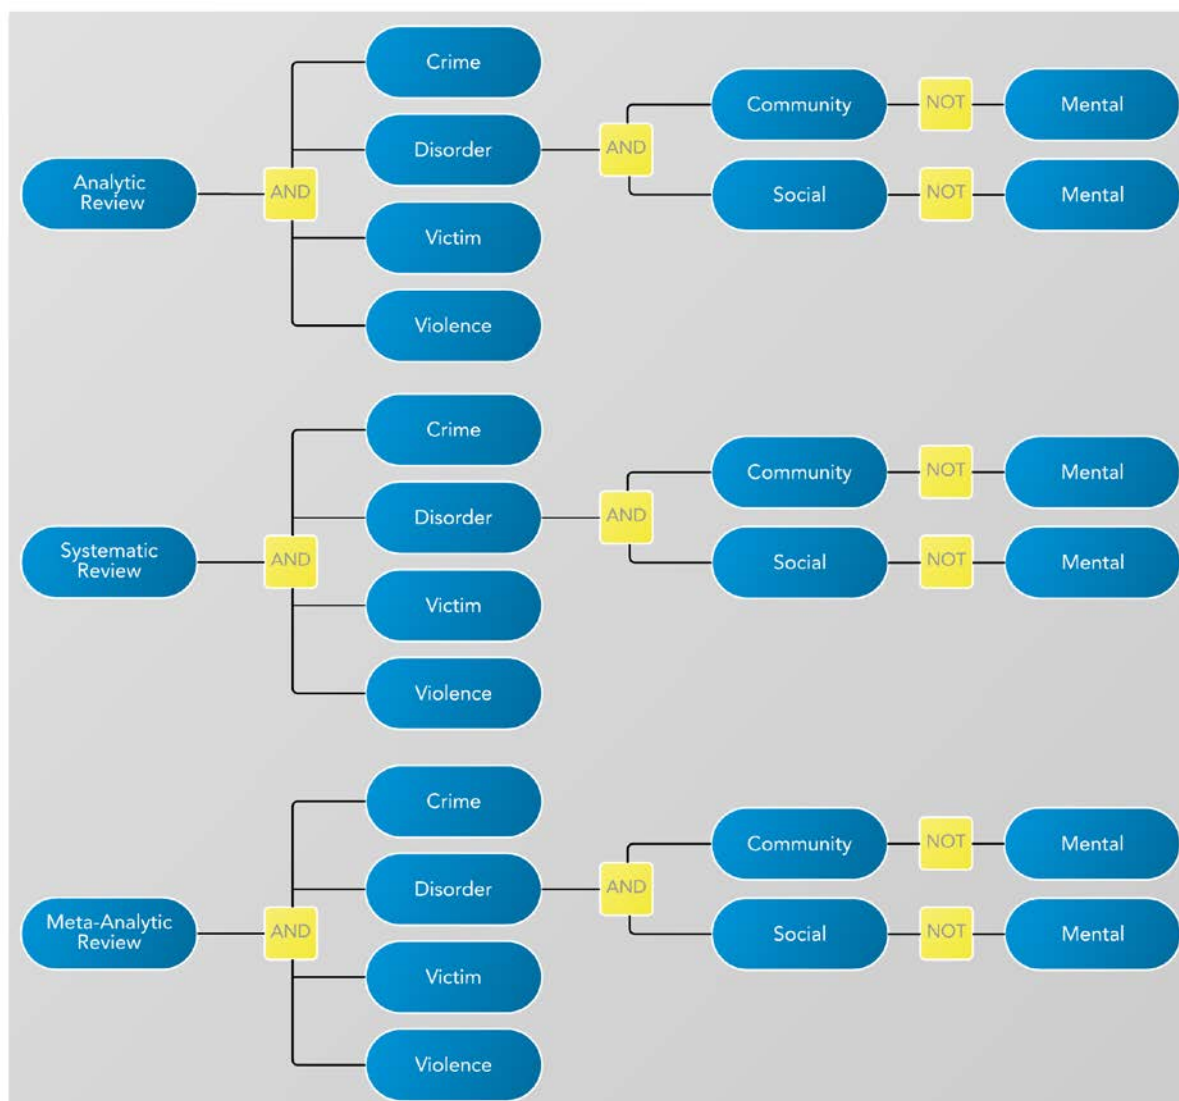 Crime
Community
NOT
Mental
Disorder
AND
Analytic
Review
AND
Social
NOT
Mental
Victim
Violence
Crime
Community
NOT
Mental
Disorder
AND
Systematic
Review
AND
Social
NOT
Mental
Victim
Violence
Crime
Community
NOT
Mental
Disorder
AND
Meta-Analytic
Review
AND
Social
NOT
Mental
Victim
Violence